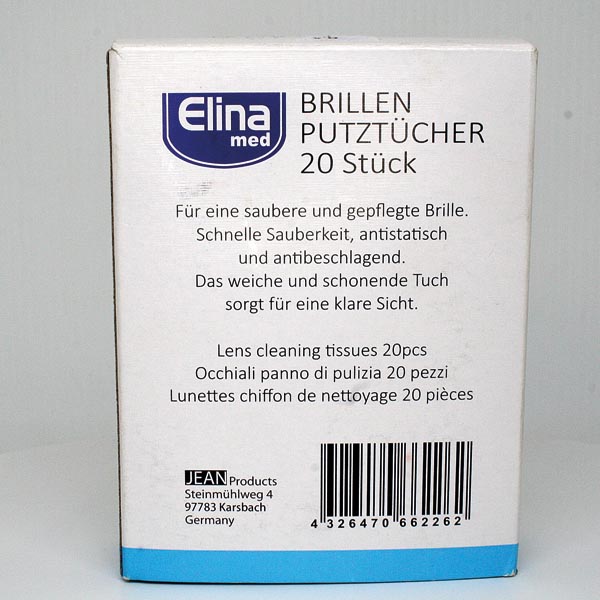 Elina
med
BRILLEN
PUTZTÜCHER
20 Stück
Für eine saubere und gepflegte Brille.
Schnelle Sauberkeit, antistatisch
und antibeschlagend.
Das weiche und schonende Tuch
sorgt für eine klare Sicht.
Lens cleaning tissues 20pcs
Occhiali panno di pulizia 20 pezzi
Lunettes chiffon de nettoyage 20 pièces
JEAN Products
Steinmühlweg 4
97783 Karsbach
Germany
4 326470 662262